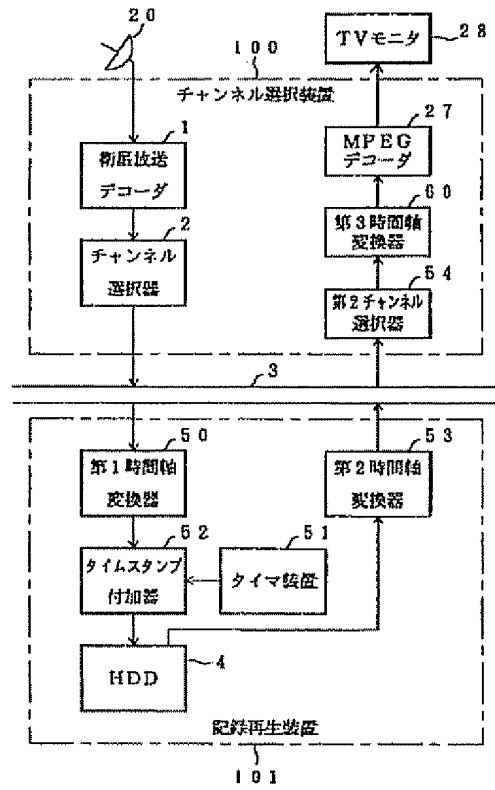 20
TVモニタ
28
100
チャンネル選択装置
1
衛星放送
デコーダ
27
MPEG
デコーダ
2
チャンネル
選択器
60
第3時間軸
変換器
54
第2チャンネル
選択器
3
50
第1時間軸
変換器
53
第2時間軸
変換器
52
タイムスタンプ
付加器
51
タイマ装置
HDD
4
記録再生装置
101